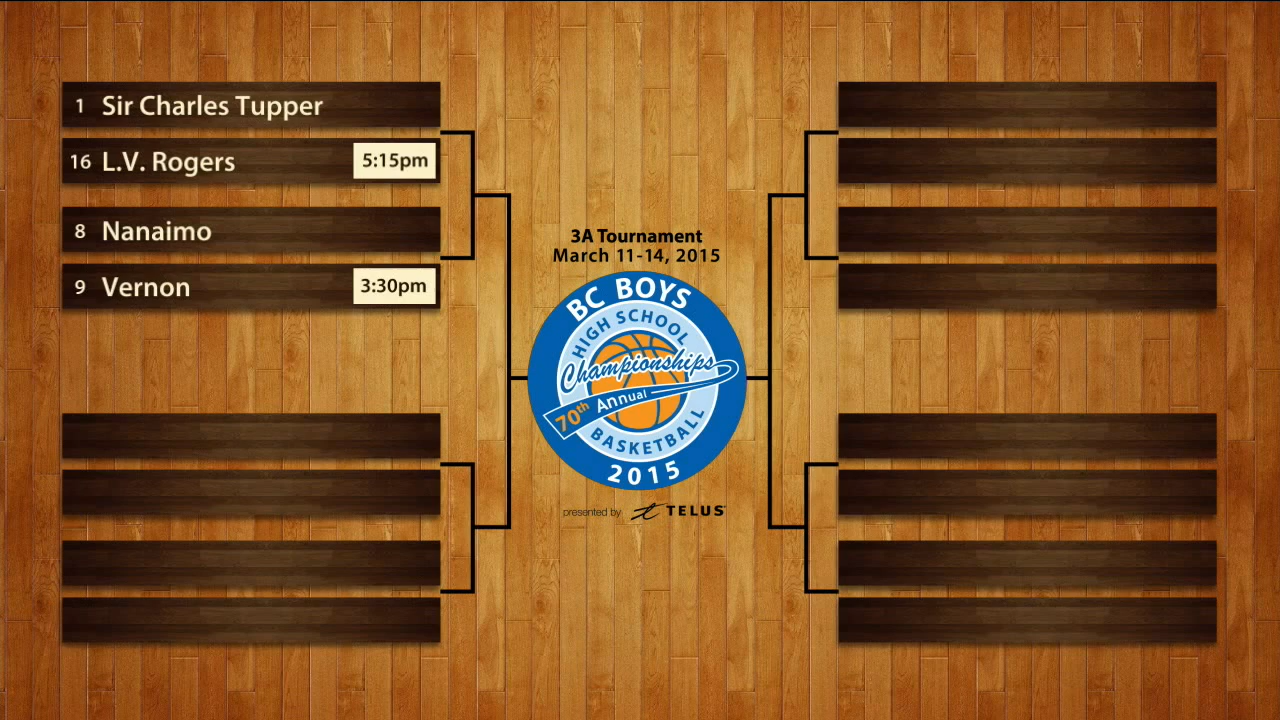 1 Sir Charles Tupper
16 L.V. Rogers 5:15pm
8 Nanaimo
9 Vernon 3:30pm
3A Tournament
March 11-14, 2015
BC BOYS
HIGH SCHOOL
Championships
70th Annual
BASKETBALL
2015
presented by TELUS